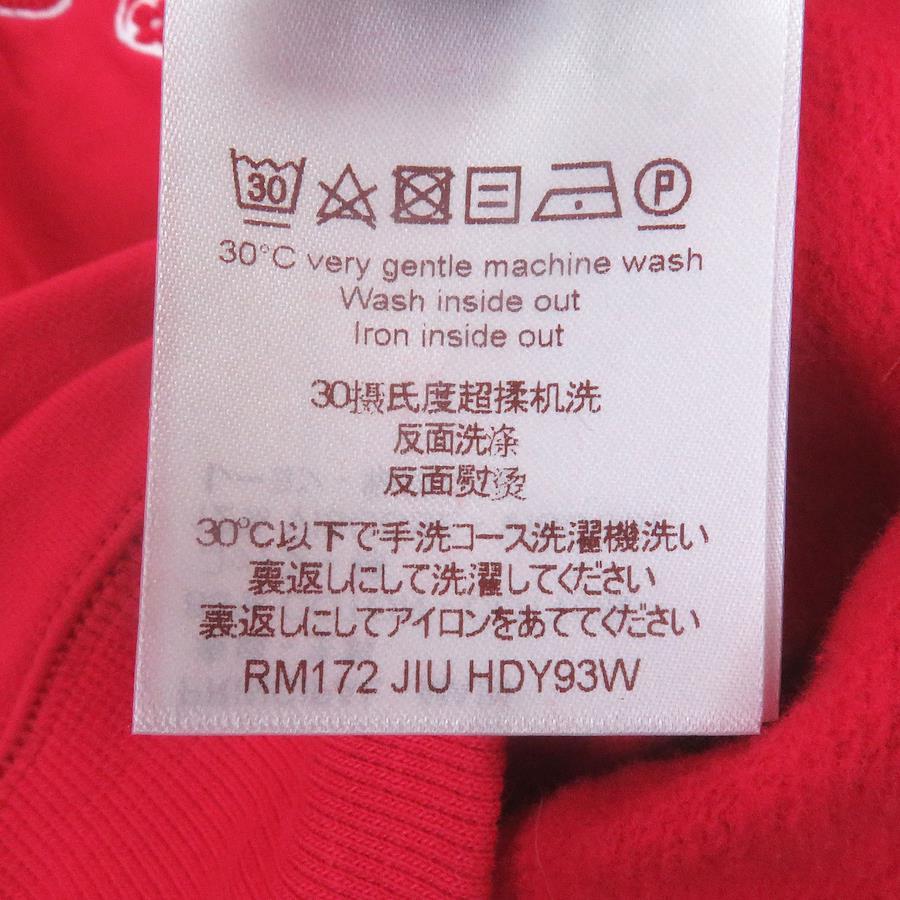 30
P
30°C very gentle machine wash
Wash inside out
Iron inside out
30摄氏度超揉机洗
反面洗涤
反面熨烫
30°C以下で手洗コース洗濯機洗い
裏返しにして洗濯してください
裏返しにしてアイロンをあててください
RM172 JIU HDY93W